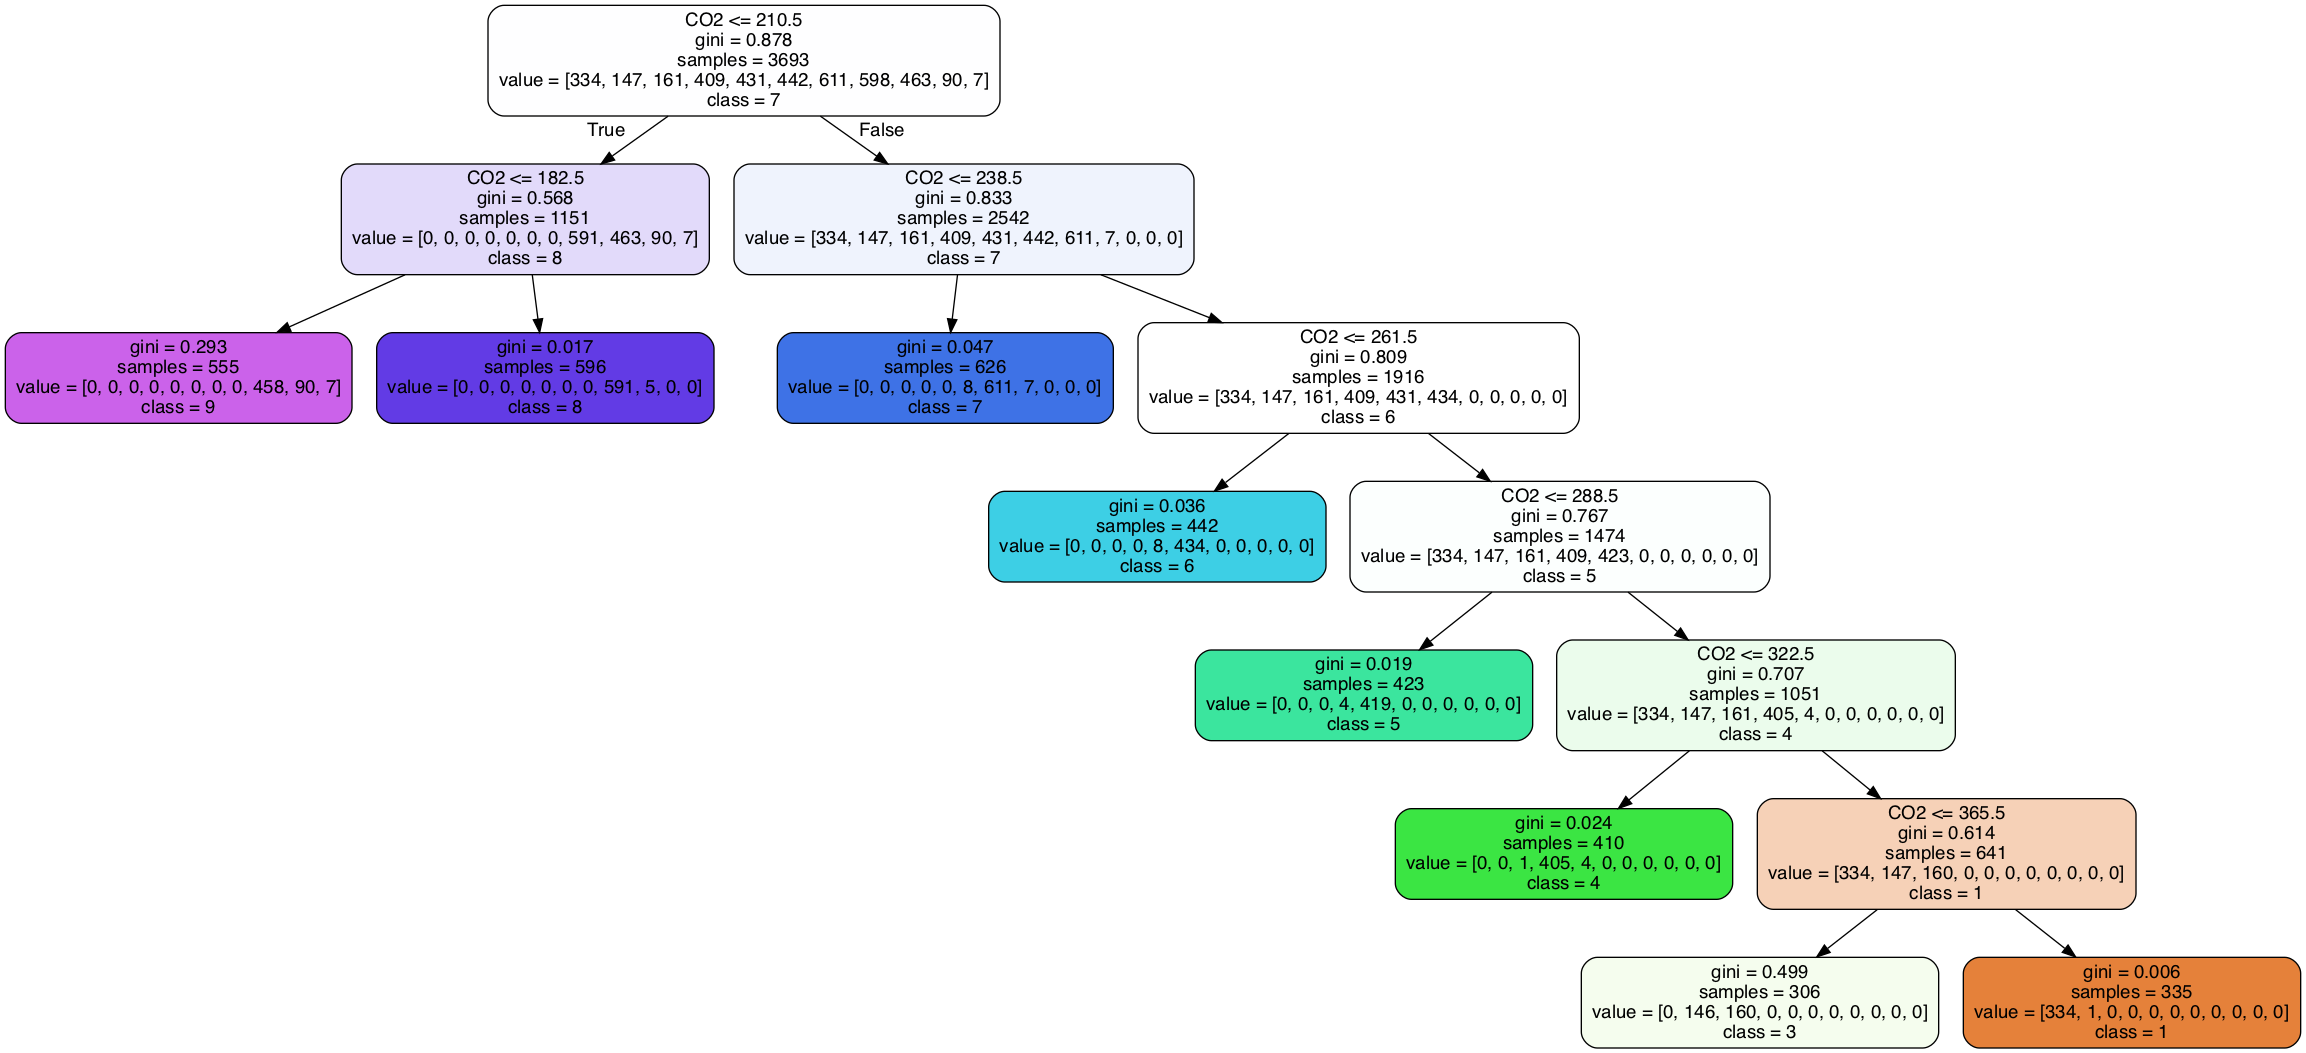 CO2 <= 210.5
gini = 0.878
samples = 3693
value = [334, 147, 161, 409, 431, 442, 611, 598, 463, 90, 7]
class = 7
True
False
CO2 <= 182.5
gini = 0.568
samples = 1151
value = [0, 0, 0, 0, 0, 0, 0, 591, 463, 90, 7]
class = 8
CO2 <= 238.5
gini = 0.833
samples = 2542
value = [334, 147, 161, 409, 431, 442, 611, 7, 0, 0, 0]
class = 7
gini = 0.293
samples = 555
value = [0, 0, 0, 0, 0, 0, 0, 0, 458, 90, 7]
class = 9
gini = 0.017
samples = 596
value = [0, 0, 0, 0, 0, 0, 0, 591, 5, 0, 0]
class = 8
gini = 0.047
samples = 626
value = [0, 0, 0, 0, 0, 8, 611, 7, 0, 0, 0]
class = 7
CO2 <= 261.5
gini = 0.809
samples = 1916
value = [334, 147, 161, 409, 431, 434, 0, 0, 0, 0, 0]
class = 6
gini = 0.036
samples = 442
value = [0, 0, 0, 0, 8, 434, 0, 0, 0, 0, 0]
class = 6
CO2 <= 288.5
gini = 0.767
samples = 1474
value = [334, 147, 161, 409, 423, 0, 0, 0, 0, 0, 0]
class = 5
gini = 0.019
samples = 423
value = [0, 0, 0, 4, 419, 0, 0, 0, 0, 0, 0]
class = 5
CO2 <= 322.5
gini = 0.707
samples = 1051
value = [334, 147, 161, 405, 4, 0, 0, 0, 0, 0, 0]
class = 4
gini = 0.024
samples = 410
value = [0, 0, 1, 405, 4, 0, 0, 0, 0, 0, 0]
class = 4
CO2 <= 365.5
gini = 0.614
samples = 641
value = [334, 147, 160, 0, 0, 0, 0, 0, 0, 0, 0]
class = 1
gini = 0.499
samples = 306
value = [0, 146, 160, 0, 0, 0, 0, 0, 0, 0, 0]
class = 3
gini = 0.006
samples = 335
value = [334, 1, 0, 0, 0, 0, 0, 0, 0, 0, 0]
class = 1